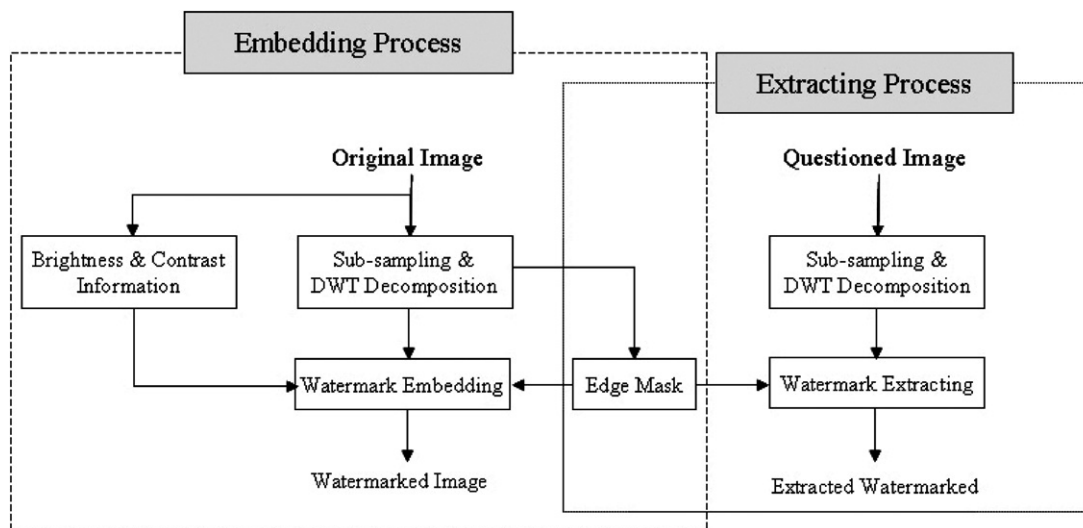 Embedding Process
Extracting Process
Original Image
Questioned Image
Brightness & Contrast
Information
Sub-sampling &
DWT Decomposition
Sub-sampling &
DWT Decomposition
Watermark Embedding
Edge Mask
Watermark Extracting
Watermarked Image
Extracted Watermarked